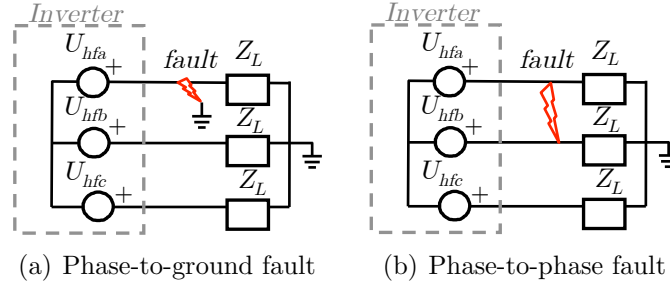 Inverter
U_hfa + fault Z_L
U_hfb + Z_L
U_hfc + Z_L
(a) Phase-to-ground fault
Inverter
U_hfa + fault Z_L
U_hfb + Z_L
U_hfc + Z_L
(b) Phase-to-phase fault